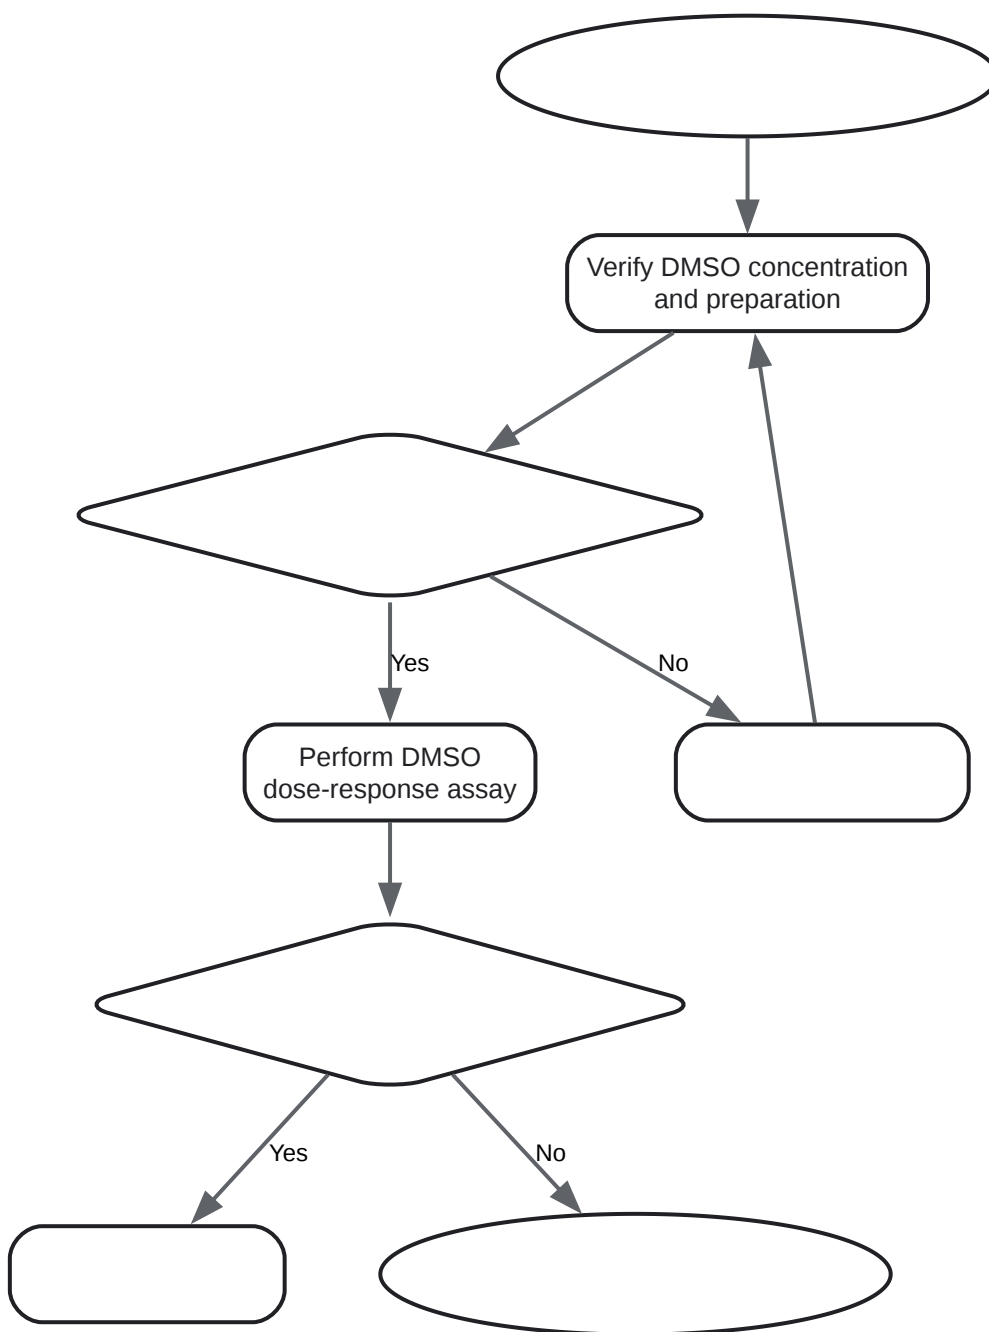 Verify DMSO concentration
and preparation
Yes
No
Perform DMSO
dose-response assay
Yes
No